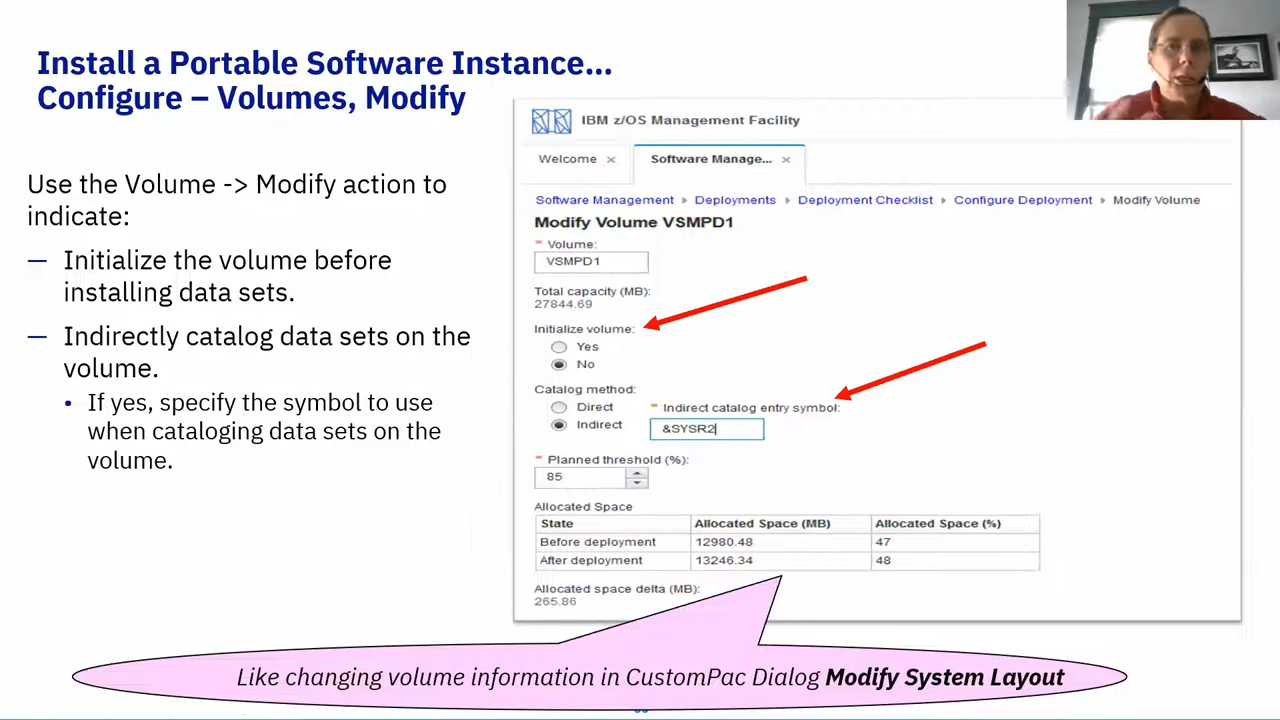 Install a Portable Software Instance...
Configure – Volumes, Modify
Use the Volume -> Modify action to
indicate:
— Initialize the volume before
installing data sets.
— Indirectly catalog data sets on the
volume.
• If yes, specify the symbol to use
when cataloging data sets on the
volume.
IBM z/OS Management Facility
Welcome ×
Software Manage... ×
Software Management ▸ Deployments ▸ Deployment Checklist ▸ Configure Deployment ▸ Modify Volume
Modify Volume VSMPD1
* Volume:
VSMPD1
Total capacity (MB):
27844.69
Initialize volume:
Yes
No
Catalog method:
Direct
Indirect
* Indirect catalog entry symbol:
&SYSR2
* Planned threshold (%):
85
Allocated Space
State Allocated Space (MB) Allocated Space (%)
Before deployment 12980.48 47
After deployment 13246.34 48
Allocated space delta (MB):
265.86
Like changing volume information in CustomPac Dialog Modify System Layout